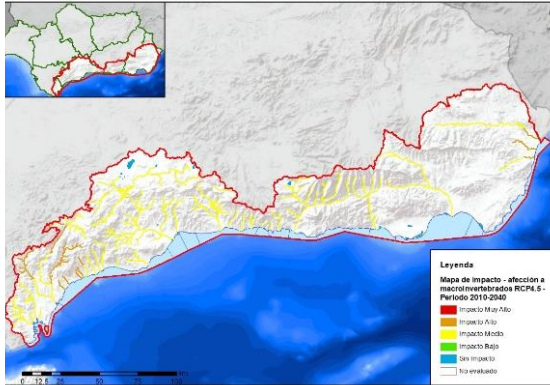 Leyenda
Mapa de impacto - afección a
macroinvertebrados RCP4.5 -
Periodo 2010-2040
Impacto Muy Alto
Impacto Alto
Impacto Medio
Impacto Bajo
Sin Impacto
No evaluado
0 12,5 25 50 75 100